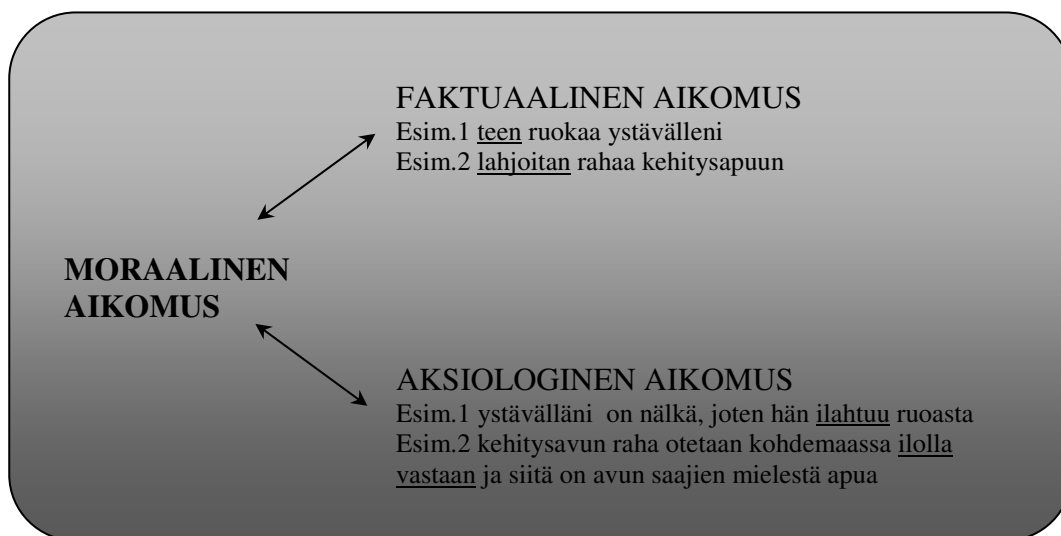 FAKTUAALINEN AIKOMUS
Esim.1 teen ruokaa ystävälleni
Esim.2 lahjoitan rahaa kehitysapuun
MORAALINEN
AIKOMUS
AKSIOLOGINEN AIKOMUS
Esim.1 ystävälläni on nälkä, joten hän ilahtuu ruoasta
Esim.2 kehitysavun raha otetaan kohdemaassa ilolla
vastaan ja siitä on avun saajien mielestä apua